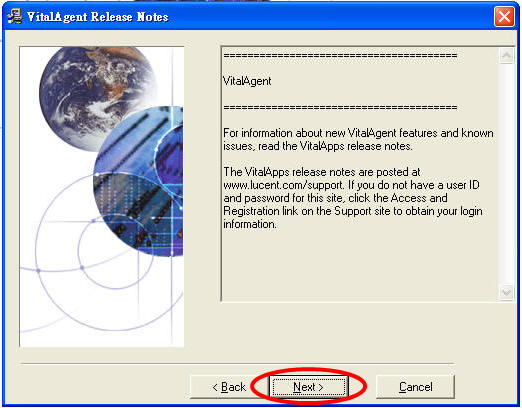 VitalAgent Release Notes
=======================================
VitalAgent
=======================================
For information about new VitalAgent features and known
issues, read the VitalApps release notes.
The VitalApps release notes are posted at
www.lucent.com/support. If you do not have a user ID
and password for this site, click the Access and
Registration link on the Support site to obtain your login
information.
< Back
Next >
Cancel